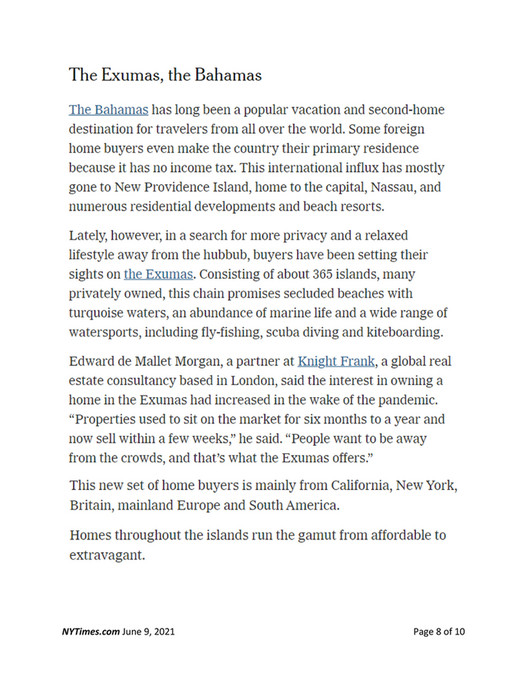 The Exumas, the Bahamas
The Bahamas has long been a popular vacation and second-home
destination for travelers from all over the world. Some foreign
home buyers even make the country their primary residence
because it has no income tax. This international influx has mostly
gone to New Providence Island, home to the capital, Nassau, and
numerous residential developments and beach resorts.
Lately, however, in a search for more privacy and a relaxed
lifestyle away from the hubbub, buyers have been setting their
sights on the Exumas. Consisting of about 365 islands, many
privately owned, this chain promises secluded beaches with
turquoise waters, an abundance of marine life and a wide range of
watersports, including fly-fishing, scuba diving and kiteboarding.
Edward de Mallet Morgan, a partner at Knight Frank, a global real
estate consultancy based in London, said the interest in owning a
home in the Exumas had increased in the wake of the pandemic.
“Properties used to sit on the market for six months to a year and
now sell within a few weeks,” he said. “People want to be away
from the crowds, and that’s what the Exumas offers.”
This new set of home buyers is mainly from California, New York,
Britain, mainland Europe and South America.
Homes throughout the islands run the gamut from affordable to
extravagant.
NYTimes.com June 9, 2021 Page 8 of 10